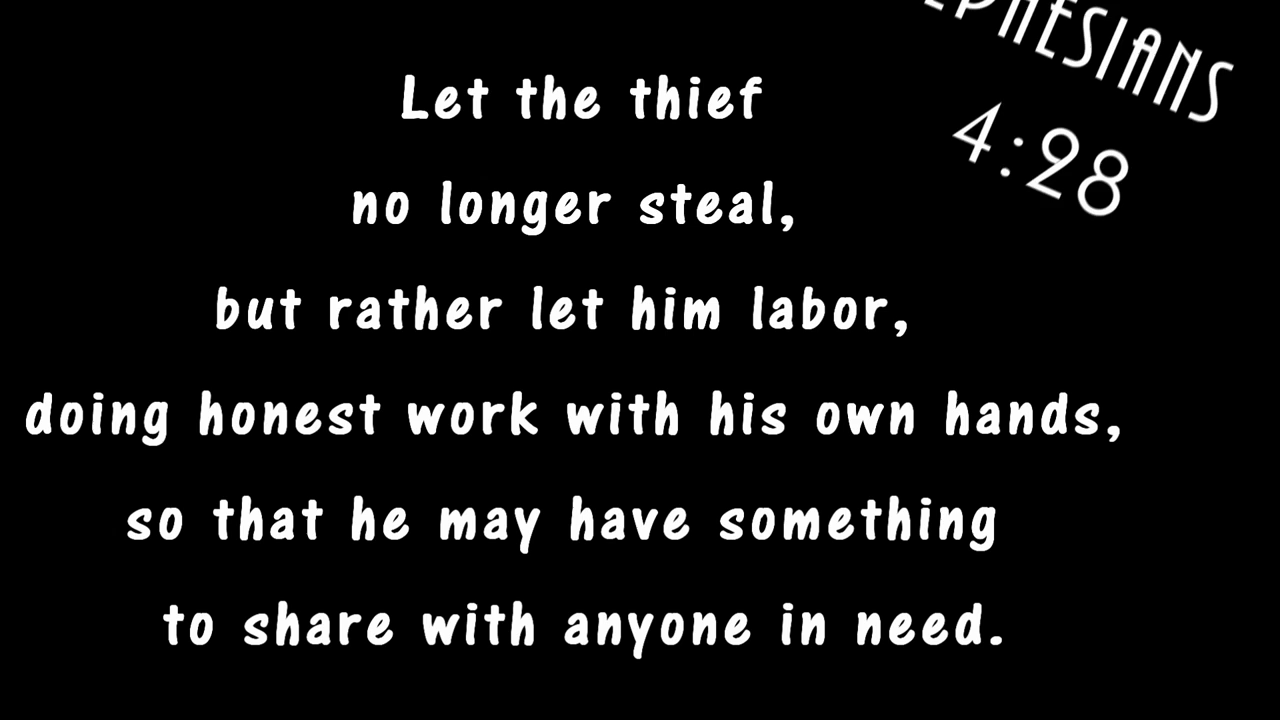 Let the thief
no longer steal,
but rather let him labor,
doing honest work with his own hands,
so that he may have something
to share with anyone in need.
EPHESIANS
4:28